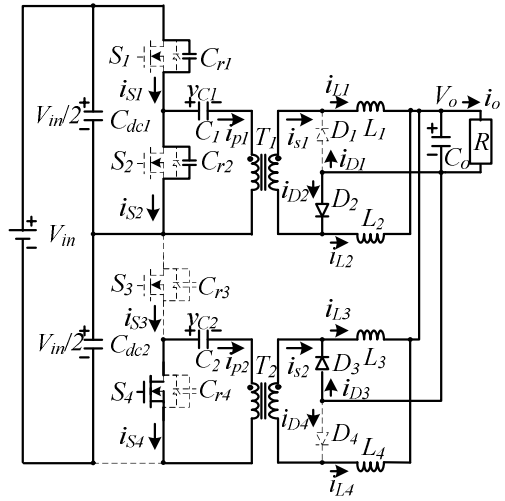 S1
Cr1
iS1
vC1
iL1
Vo
io
Vin/2
Cdc1
C1
ip1
T1
is1
D1
L1
Co
R
S2
Cr2
iD1
iD2
D2
iS2
L2
iL2
Vin
S3
Cr3
iS3
vC2
iL3
Vin/2
Cdc2
C2
ip2
T2
is2
D3
L3
S4
Cr4
iD3
iD4
D4
iS4
L4
iL4